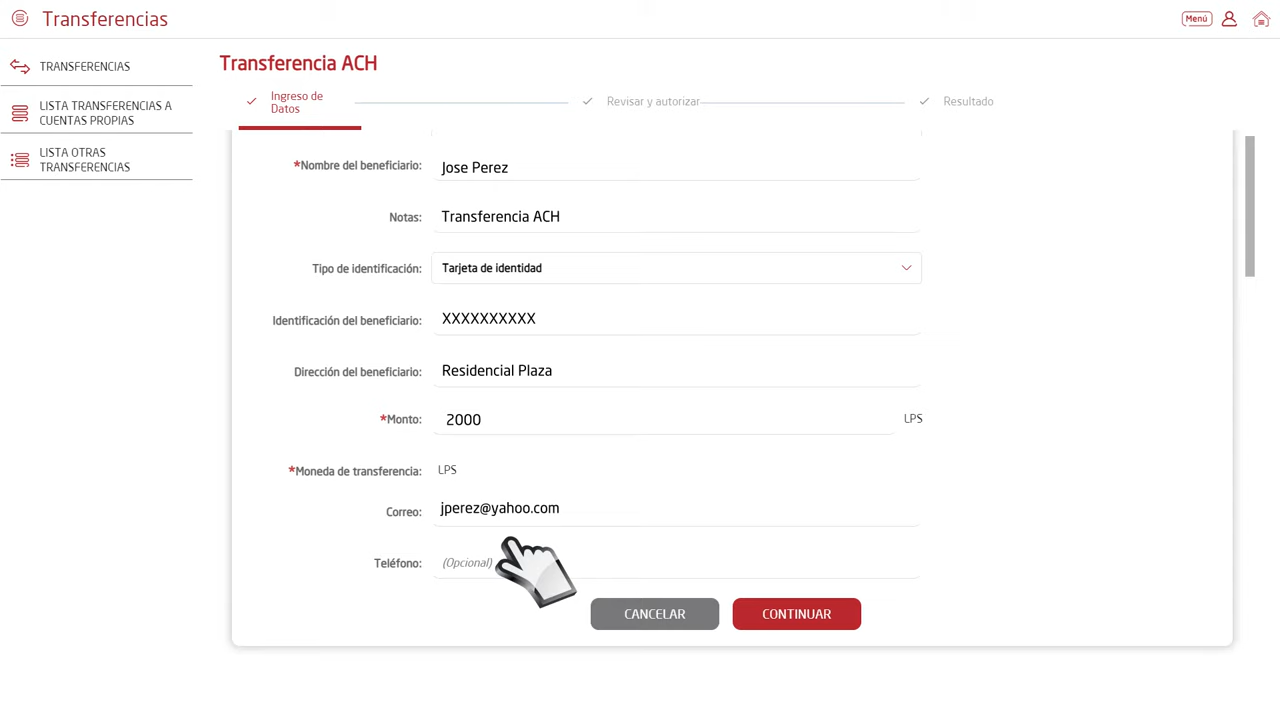 Transferencias
Menú
TRANSFERENCIAS
LISTA TRANSFERENCIAS A
CUENTAS PROPIAS
LISTA OTRAS
TRANSFERENCIAS
Transferencia ACH
Ingreso de
Datos
Revisar y autorizar
Resultado
*Nombre del beneficiario: Jose Perez
Notas: Transferencia ACH
Tipo de identificación: Tarjeta de identidad
Identificación del beneficiario: XXXXXXXXXX
Dirección del beneficiario: Residencial Plaza
*Monto: 2000 LPS
*Moneda de transferencia: LPS
Correo: jperez@yahoo.com
Teléfono: (Opcional)
CANCELAR CONTINUAR